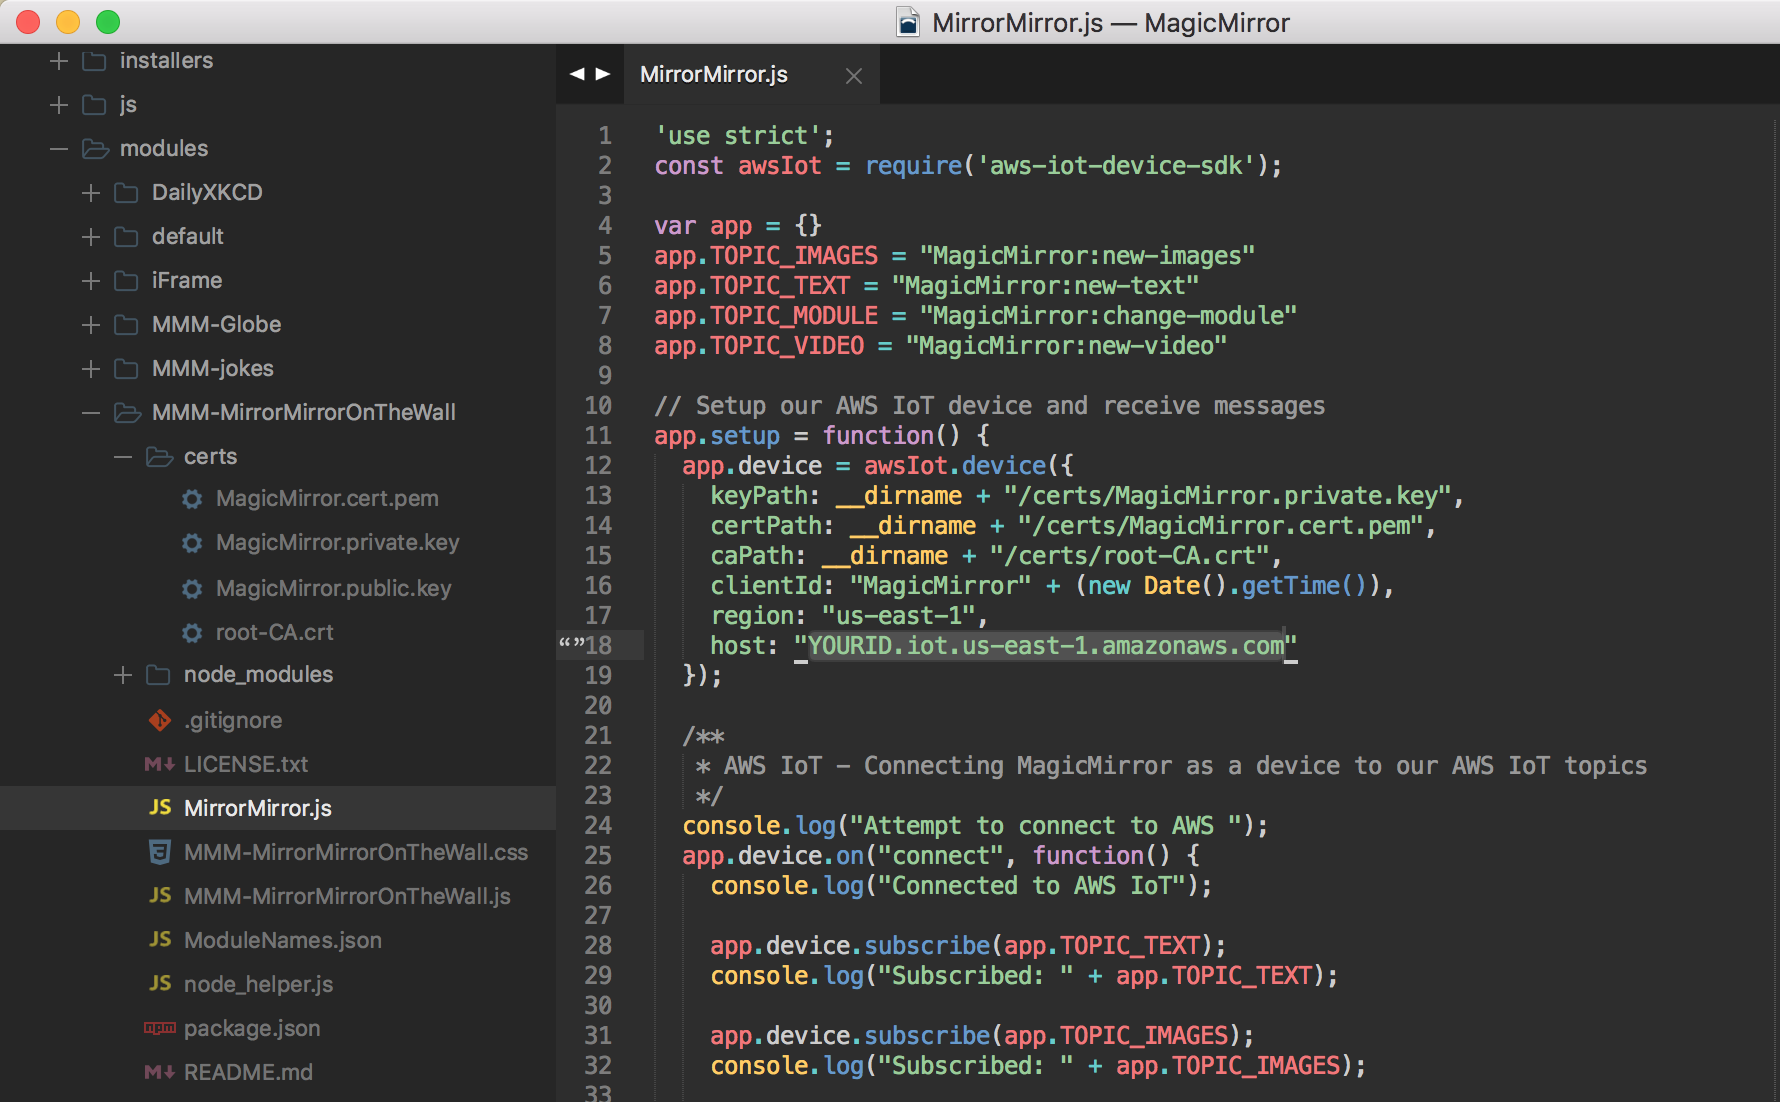 MirrorMirror.js — MagicMirror
installers
js
modules
DailyXKCD
default
iFrame
MMM-Globe
MMM-jokes
MMM-MirrorMirrorOnTheWall
certs
MagicMirror.cert.pem
MagicMirror.private.key
MagicMirror.public.key
root-CA.crt
node_modules
.gitignore
M↓ LICENSE.txt
JS MirrorMirror.js
3 MMM-MirrorMirrorOnTheWall.css
JS MMM-MirrorMirrorOnTheWall.js
JS ModuleNames.json
JS node_helper.js
npm package.json
M↓ README.md
MirrorMirror.js
1 'use strict';
2 const awsIot = require('aws-iot-device-sdk');
3
4 var app = {}
5 app.TOPIC_IMAGES = "MagicMirror:new-images"
6 app.TOPIC_TEXT = "MagicMirror:new-text"
7 app.TOPIC_MODULE = "MagicMirror:change-module"
8 app.TOPIC_VIDEO = "MagicMirror:new-video"
9
10 // Setup our AWS IoT device and receive messages
11 app.setup = function() {
12 app.device = awsIot.device({
13 keyPath: __dirname + "/certs/MagicMirror.private.key",
14 certPath: __dirname + "/certs/MagicMirror.cert.pem",
15 caPath: __dirname + "/certs/root-CA.crt",
16 clientId: "MagicMirror" + (new Date().getTime()),
17 region: "us-east-1",
“”18 host: "YOURID.iot.us-east-1.amazonaws.com"
19 });
20
21 /**
22 * AWS IoT - Connecting MagicMirror as a device to our AWS IoT topics
23 */
24 console.log("Attempt to connect to AWS ");
25 app.device.on("connect", function() {
26 console.log("Connected to AWS IoT");
27
28 app.device.subscribe(app.TOPIC_TEXT);
29 console.log("Subscribed: " + app.TOPIC_TEXT);
30
31 app.device.subscribe(app.TOPIC_IMAGES);
32 console.log("Subscribed: " + app.TOPIC_IMAGES);
33